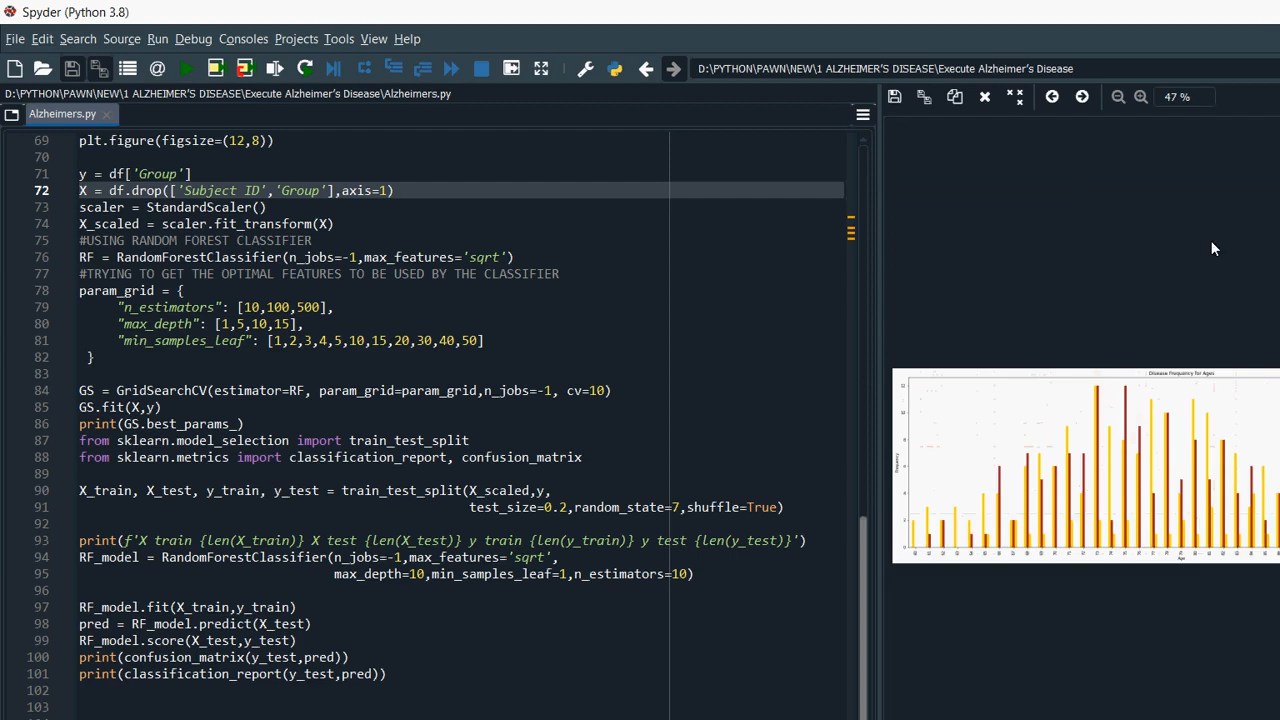 Spyder (Python 3.8)
File Edit Search Source Run Debug Consoles Projects Tools View Help
D:\PYTHON\PAWN\NEW\1 ALZHEIMER'S DISEASE\Execute Alzheimer's Disease
D:\PYTHON\PAWN\NEW\1 ALZHEIMER'S DISEASE\Execute Alzheimer's Disease\Alzheimers.py
Alzheimers.py
47 %
69 plt.figure(figsize=(12,8))
70
71 y = df['Group']
72 X = df.drop(['Subject ID','Group'],axis=1)
73 scaler = StandardScaler()
74 X_scaled = scaler.fit_transform(X)
75 #USING RANDOM FOREST CLASSIFIER
76 RF = RandomForestClassifier(n_jobs=-1,max_features='sqrt')
77 #TRYING TO GET THE OPTIMAL FEATURES TO BE USED BY THE CLASSIFIER
78 param_grid = {
79 "n_estimators": [10,100,500],
80 "max_depth": [1,5,10,15],
81 "min_samples_leaf": [1,2,3,4,5,10,15,20,30,40,50]
82 }
83
84 GS = GridSearchCV(estimator=RF, param_grid=param_grid,n_jobs=-1, cv=10)
85 GS.fit(X,y)
86 print(GS.best_params_)
87 from sklearn.model_selection import train_test_split
88 from sklearn.metrics import classification_report, confusion_matrix
89
90 X_train, X_test, y_train, y_test = train_test_split(X_scaled,y,
91 test_size=0.2,random_state=7,shuffle=True)
92
93 print(f'X train {len(X_train)} X test {len(X_test)} y train {len(y_train)} y test {len(y_test)}')
94 RF_model = RandomForestClassifier(n_jobs=-1,max_features='sqrt',
95 max_depth=10,min_samples_leaf=1,n_estimators=10)
96
97 RF_model.fit(X_train,y_train)
98 pred = RF_model.predict(X_test)
99 RF_model.score(X_test,y_test)
100 print(confusion_matrix(y_test,pred))
101 print(classification_report(y_test,pred))
102
103
Disease Frequency for Ages
Frequency
Age